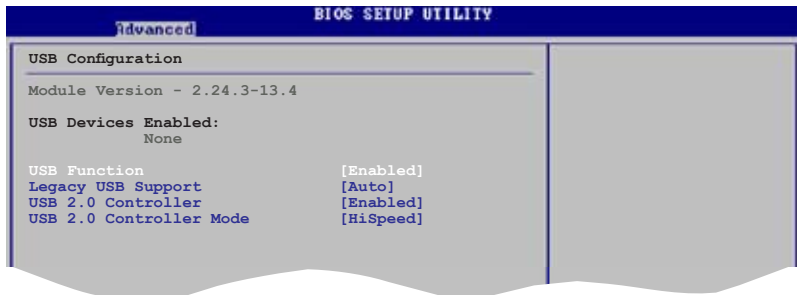 BIOS SETUP UTILITY
Advanced
USB Configuration
Module Version - 2.24.3-13.4
USB Devices Enabled:
None
USB Function [Enabled]
Legacy USB Support [Auto]
USB 2.0 Controller [Enabled]
USB 2.0 Controller Mode [HiSpeed]